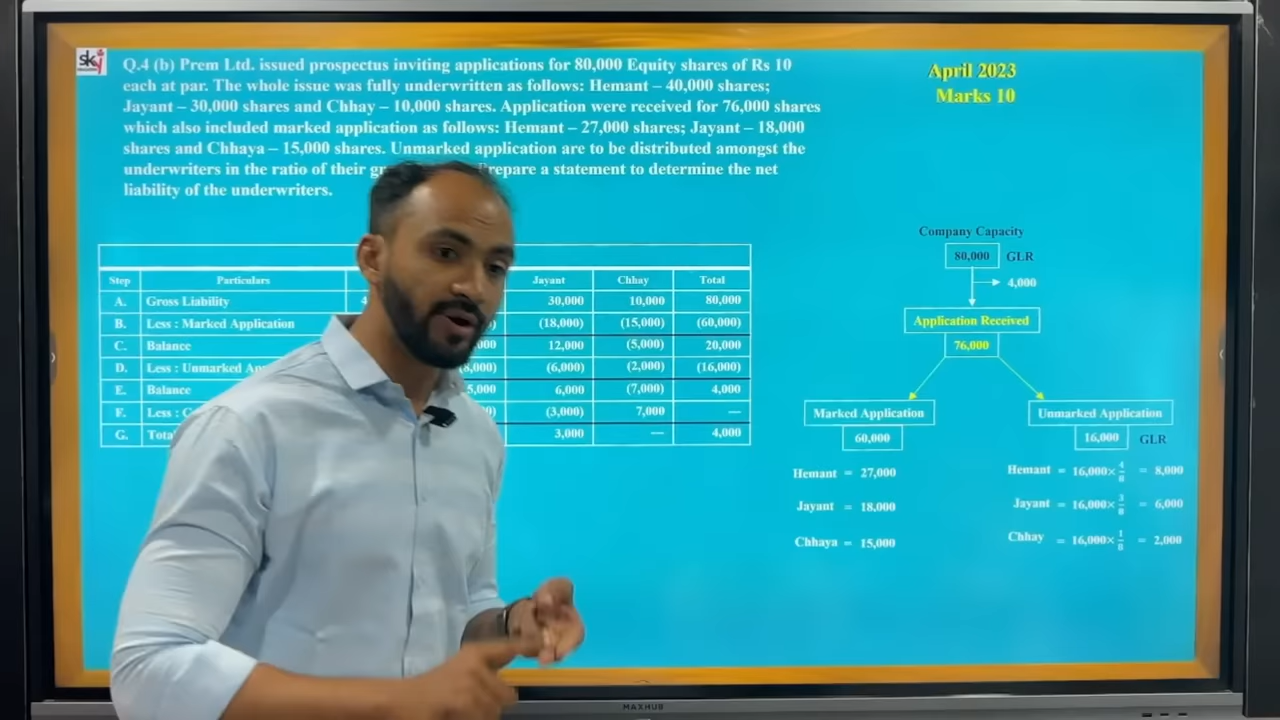 skj
Q.4 (b) Prem Ltd. issued prospectus inviting applications for 80,000 Equity shares of Rs 10
each at par. The whole issue was fully underwritten as follows: Hemant – 40,000 shares;
Jayant – 30,000 shares and Chhay – 10,000 shares. Application were received for 76,000 shares
which also included marked application as follows: Hemant – 27,000 shares; Jayant – 18,000
shares and Chhaya – 15,000 shares. Unmarked application are to be distributed amongst the
underwriters in the ratio of their repare a statement to determine the net
liability of the underwriters.
April 2023
Marks 10
Step Particulars Jayant Chhay Total
A. Gross Liability 4 30,000 10,000 80,000
B. Less : Marked Application (18,000) (15,000) (60,000)
C. Balance 12,000 (5,000) 20,000
D. Less : Unmarked Ap 8,000) (6,000) (2,000) (16,000)
E. Balance 5,000 6,000 (7,000) 4,000
F. Less : (3,000) 7,000 —
G. Tota 3,000 — 4,000
Company Capacity
80,000 GLR
4,000
Application Received
76,000
Marked Application Unmarked Application
60,000 16,000 GLR
Hemant = 27,000 Hemant = 16,000× 4/8 = 8,000
Jayant = 18,000 Jayant = 16,000× 3/8 = 6,000
Chhaya = 15,000 Chhay = 16,000× 1/8 = 2,000
MAXHUB